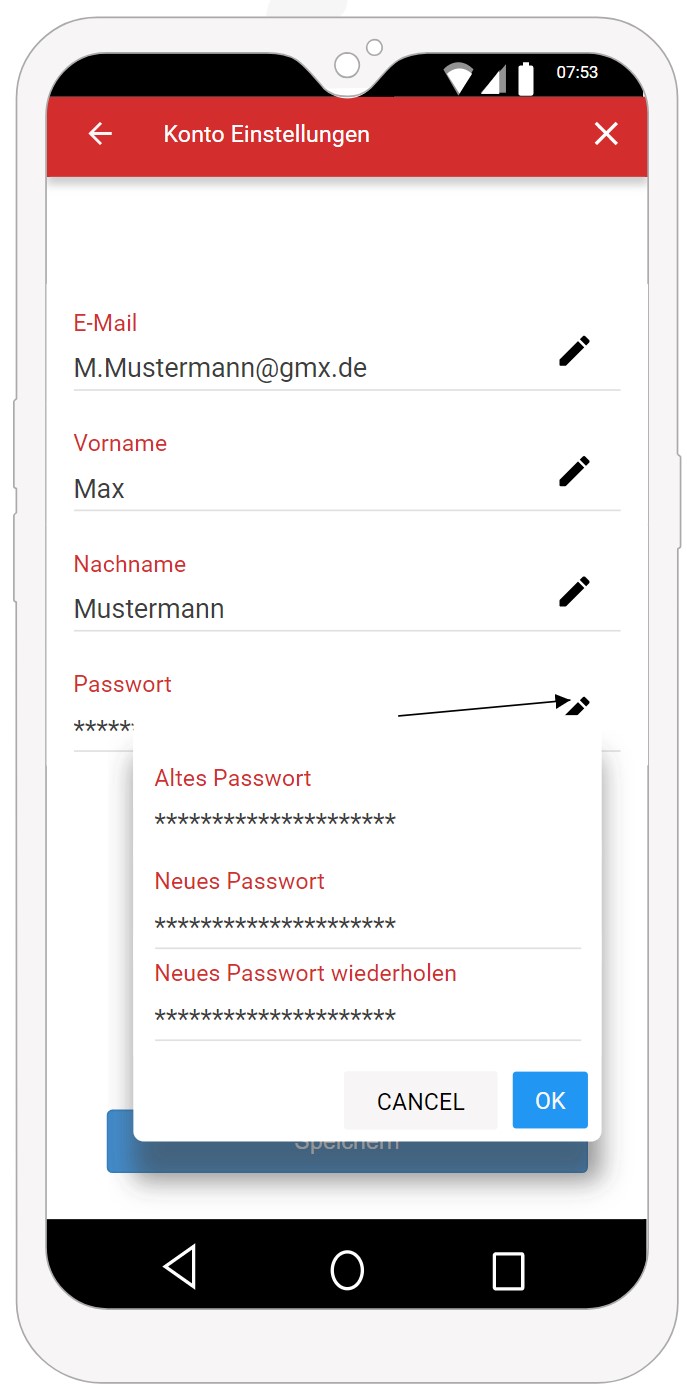 07:53
Konto Einstellungen
E-Mail
M.Mustermann@gmx.de
Vorname
Max
Nachname
Mustermann
Passwort
*****
Altes Passwort
*********************
Neues Passwort
*********************
Neues Passwort wiederholen
*********************
CANCEL OK
Speichern